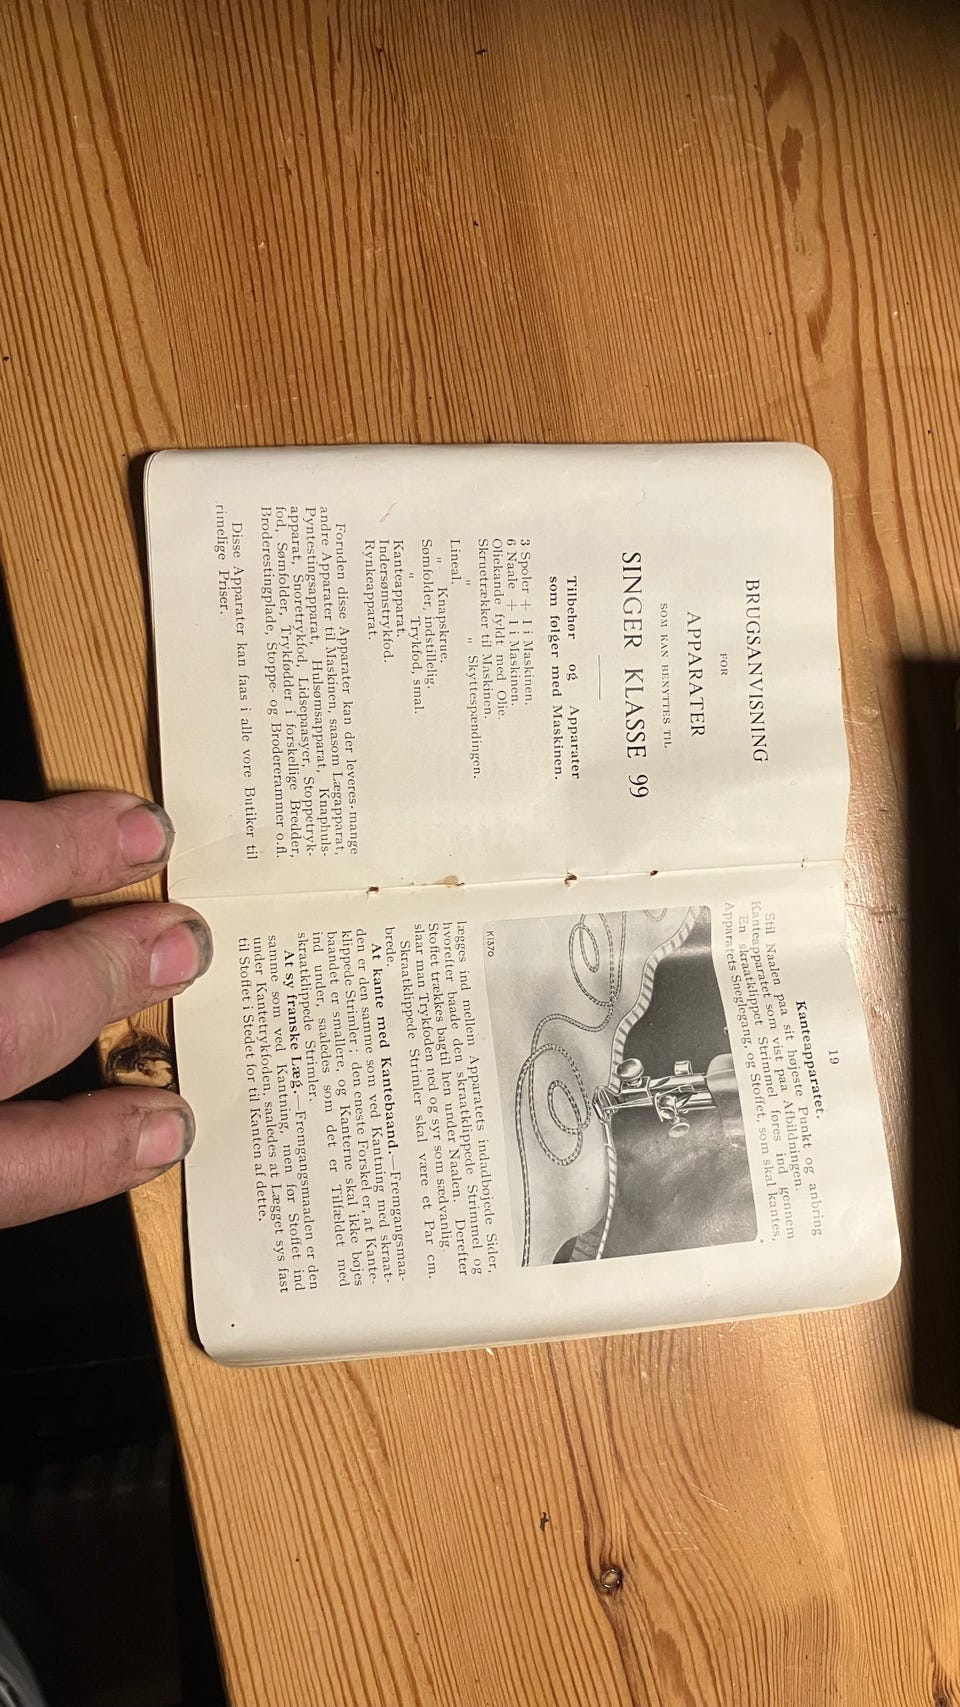 BRUGSANVISNING
FOR
APPARATER
SOM KAN BENYTTES TIL
SINGER KLASSE 99
Tilbehør og Apparater
som følger med Maskinen.
3 Spoler + 1 i Maskinen.
6 Naale + 1 i Maskinen.
Oliekande fyldt med Olie.
Skruetrækker til Maskinen.
" " Skyttespændingen.
Lineal.
" Knapskrue.
Sømfolder, indstillelig.
" Trykfod, smal.
Kanteapparat.
Indersømstrykfod.
Rynkeapparat.
Foruden disse Apparater kan der leveres mange
andre Apparater til Maskinen, saasom Lægapparat,
Pyntestingsapparat, Hulsømsapparat, Knaphuls-
apparat, Snoretrykfod, Lidsepaasyer, Stoppetryk-
fod, Sømfolder, Trykfødder i forskellige Bredder,
Broderestingplade, Stoppe- og Brodererammer o.fl.
Disse Apparater kan faas i alle vore Butiker til
rimelige Priser.
19
Kanteapparatet.
Stil Naalen paa sit højeste Punkt og anbring
Kanteapparatet som vist paa Afbildningen.
En skraatklippet Strimmel føres ind gennem
Apparatets Sneglegang, og Stoffet, som skal kantes,
K1370
lægges ind mellem Apparatets indadbøjede Sider,
hvorefter baade den skraatklippede Strimmel og
Stoffet trækkes bagtil hen under Naalen. Derefter
slaar man Trykfoden ned og syr som sædvanlig.
Skraatklippede Strimler skal være et Par cm.
brede.
At kante med Kantebaand.—Fremgangsmaa-
den er den samme som ved Kantning med skraat-
klippede Strimler; den eneste Forskel er, at Kante-
baandet er smallere, og Kanterne skal ikke bøjes
ind under, saaledes som det er Tilfældet med
skraatklippede Strimler.
At sy franske Læg.—Fremgangsmaaden er den
samme som ved Kantning, men før Stoffet ind
under Kantetrykfoden, saaledes at Lægget sys fast
til Stoffet i Stedet for til Kanten af dette.